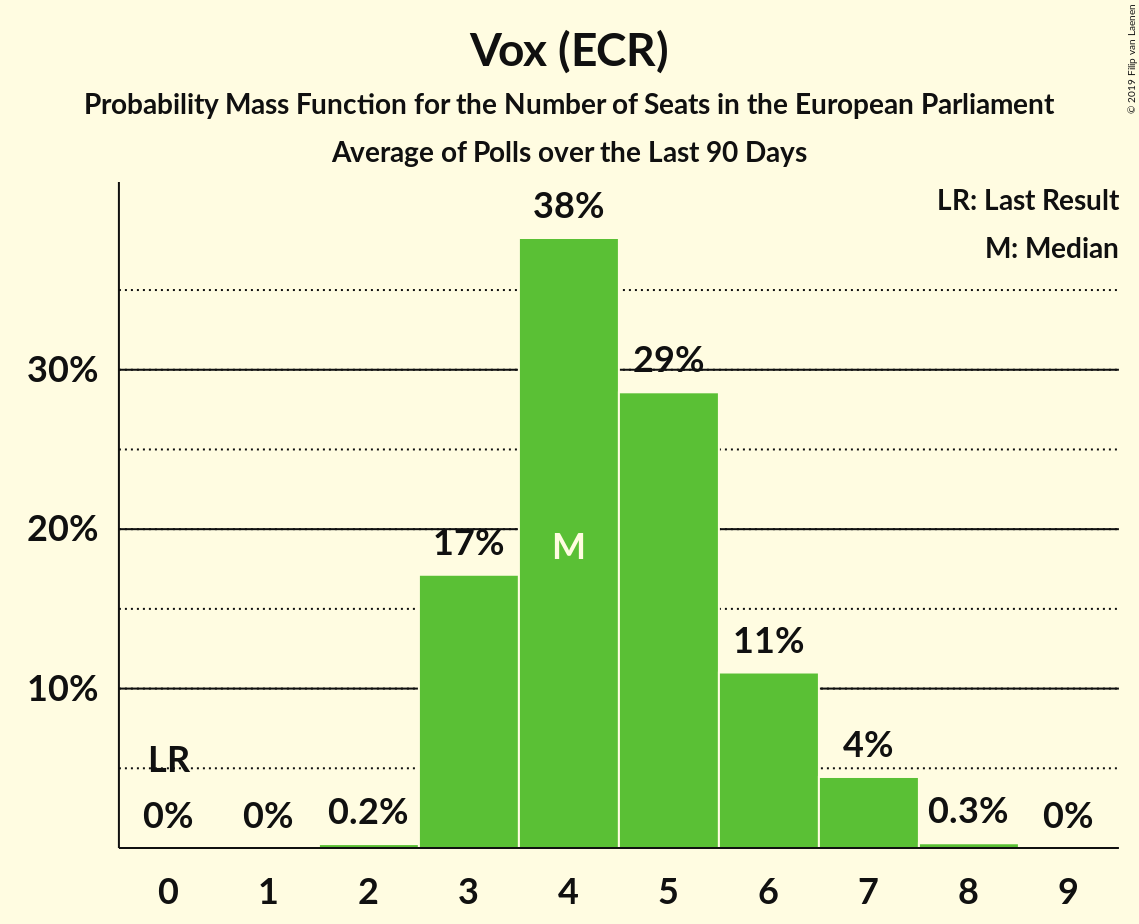 Vox (ECR)
Probability Mass Function for the Number of Seats in the European Parliament
Average of Polls over the Last 90 Days
© 2019 Filip van Laenen
LR: Last Result
M: Median
38%
29%
30%
17%
20%
M
11%
10%
4%
LR
0% 0% 0.2% 0.3% 0%
0 1 2 3 4 5 6 7 8 9